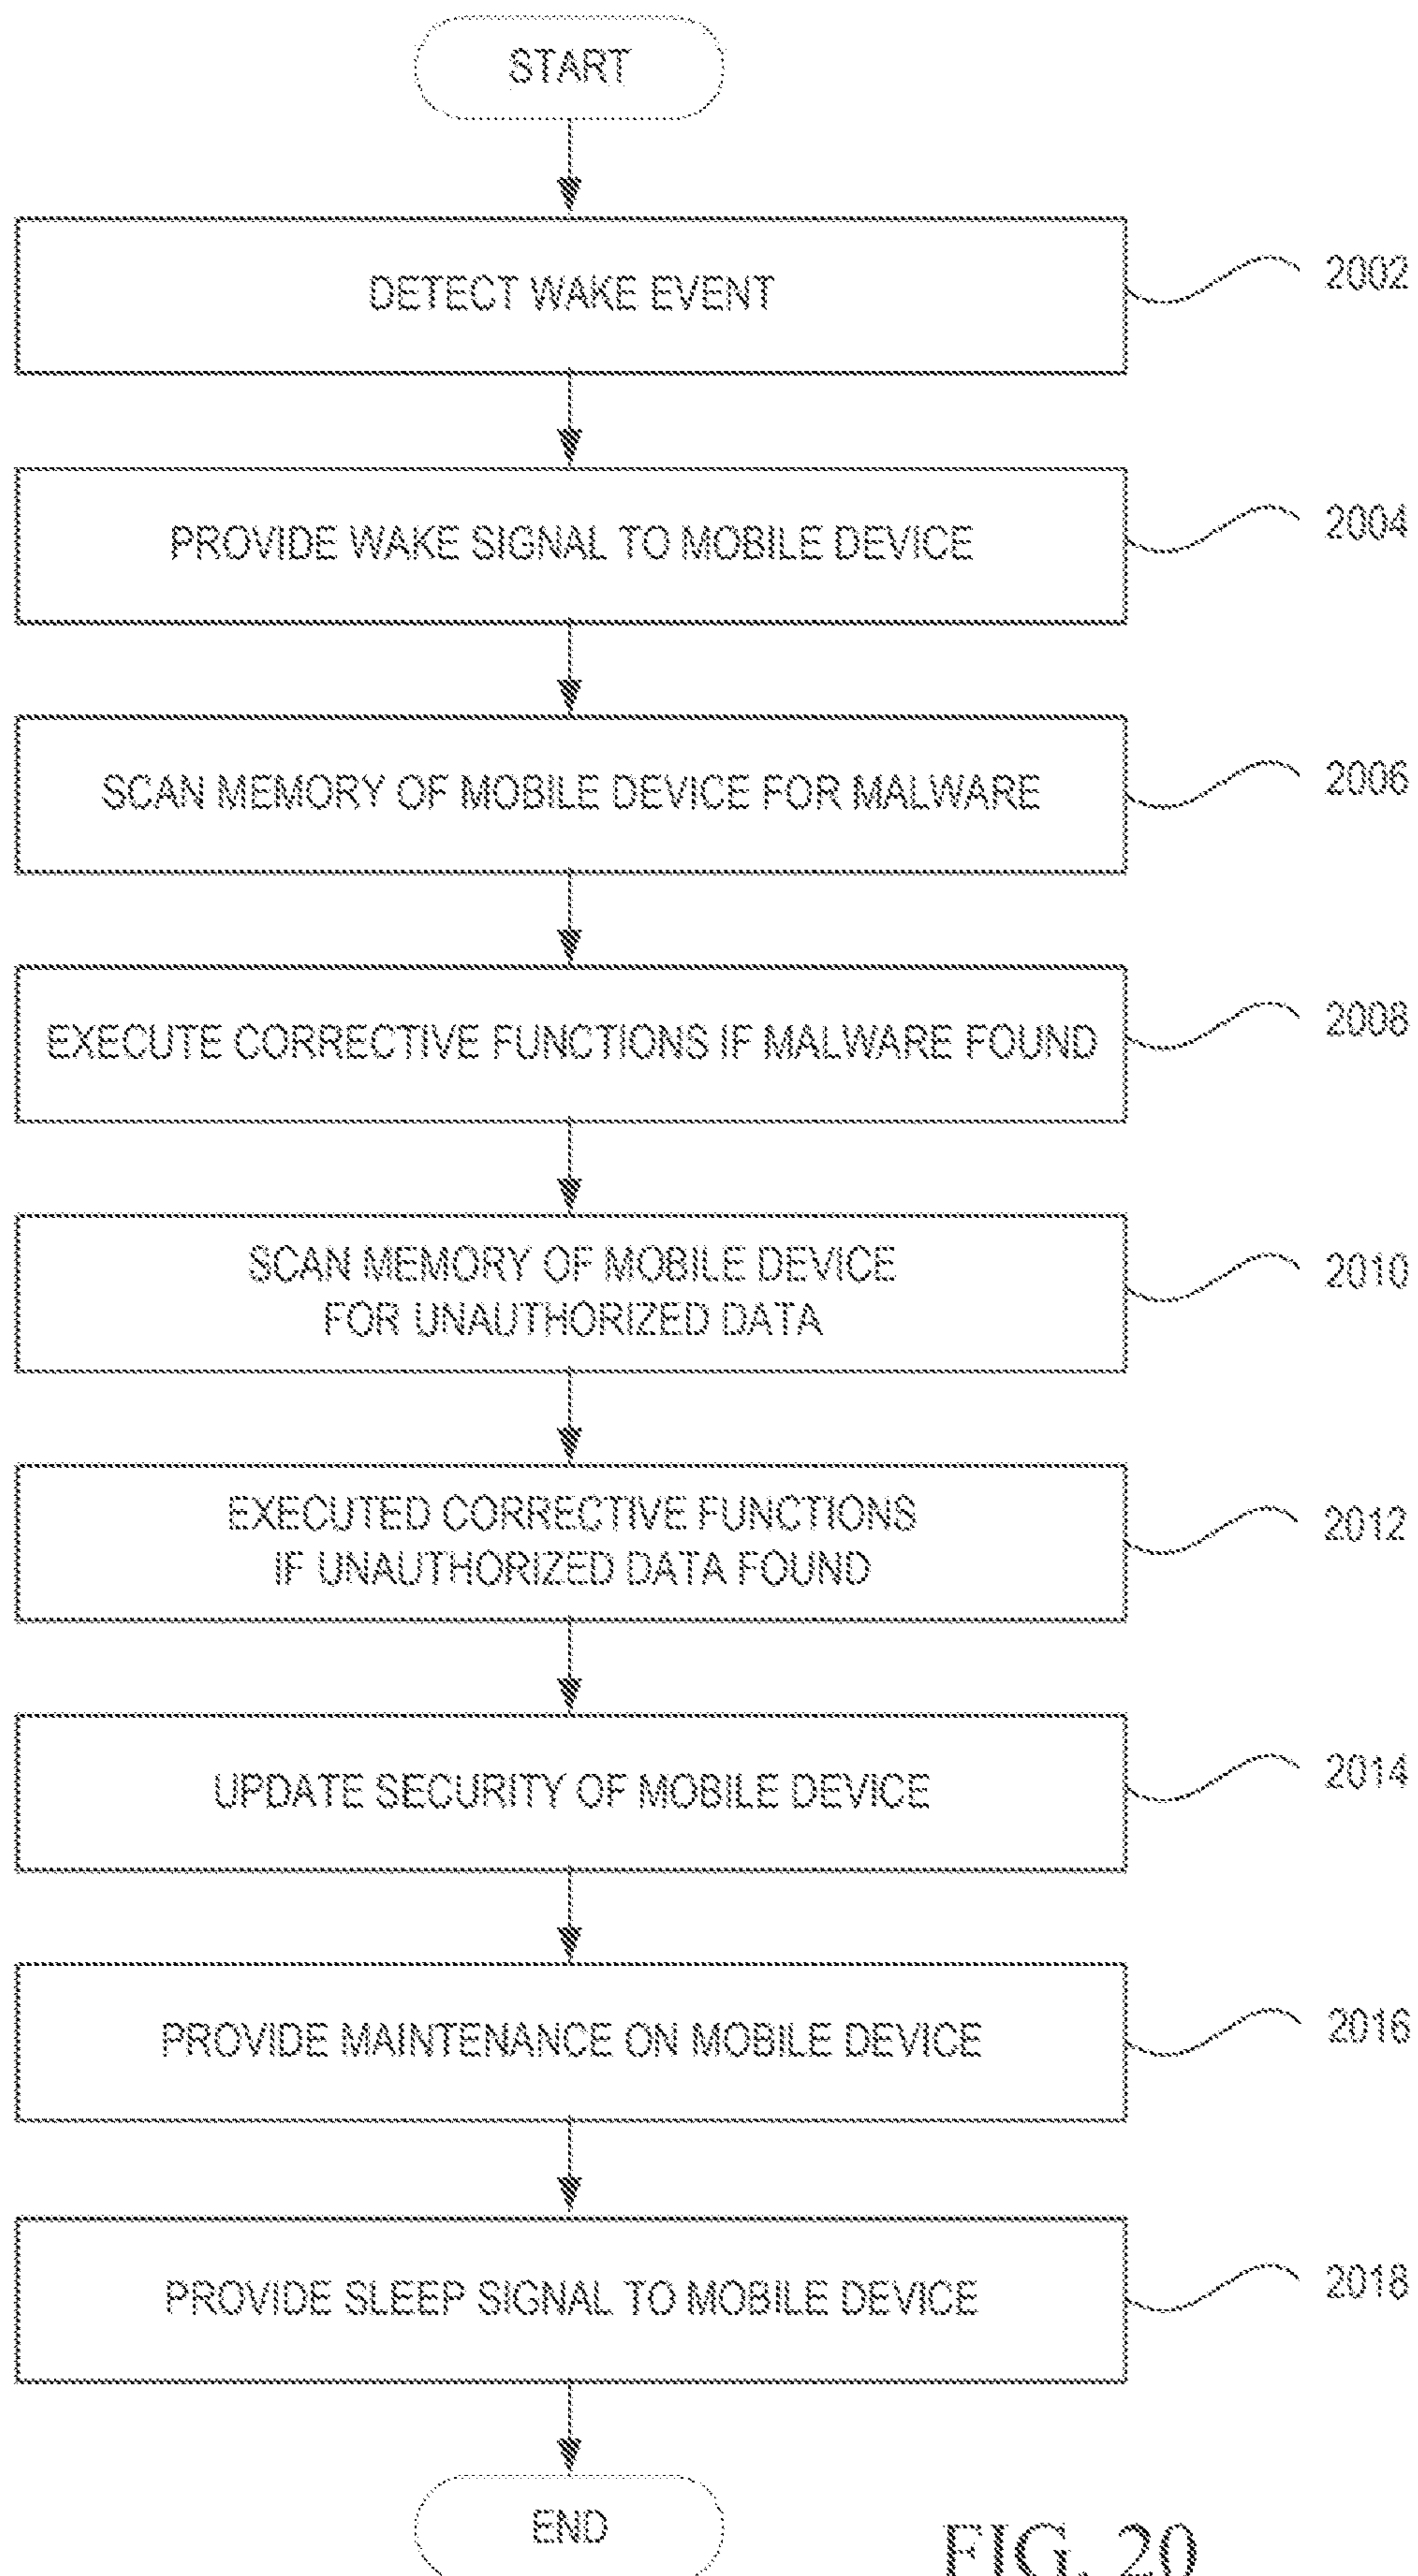 START
DETECT WAKE EVENT
2002
PROVIDE WAKE SIGNAL TO MOBILE DEVICE
2004
SCAN MEMORY OF MOBILE DEVICE FOR MALWARE
2006
EXECUTE CORRECTIVE FUNCTIONS IF MALWARE FOUND
2008
SCAN MEMORY OF MOBILE DEVICE
FOR UNAUTHORIZED DATA
2010
EXECUTED CORRECTIVE FUNCTIONS
IF UNAUTHORIZED DATA FOUND
2012
UPDATE SECURITY OF MOBILE DEVICE
2014
PROVIDE MAINTENANCE ON MOBILE DEVICE
2016
PROVIDE SLEEP SIGNAL TO MOBILE DEVICE
2018
END
FIG. 20